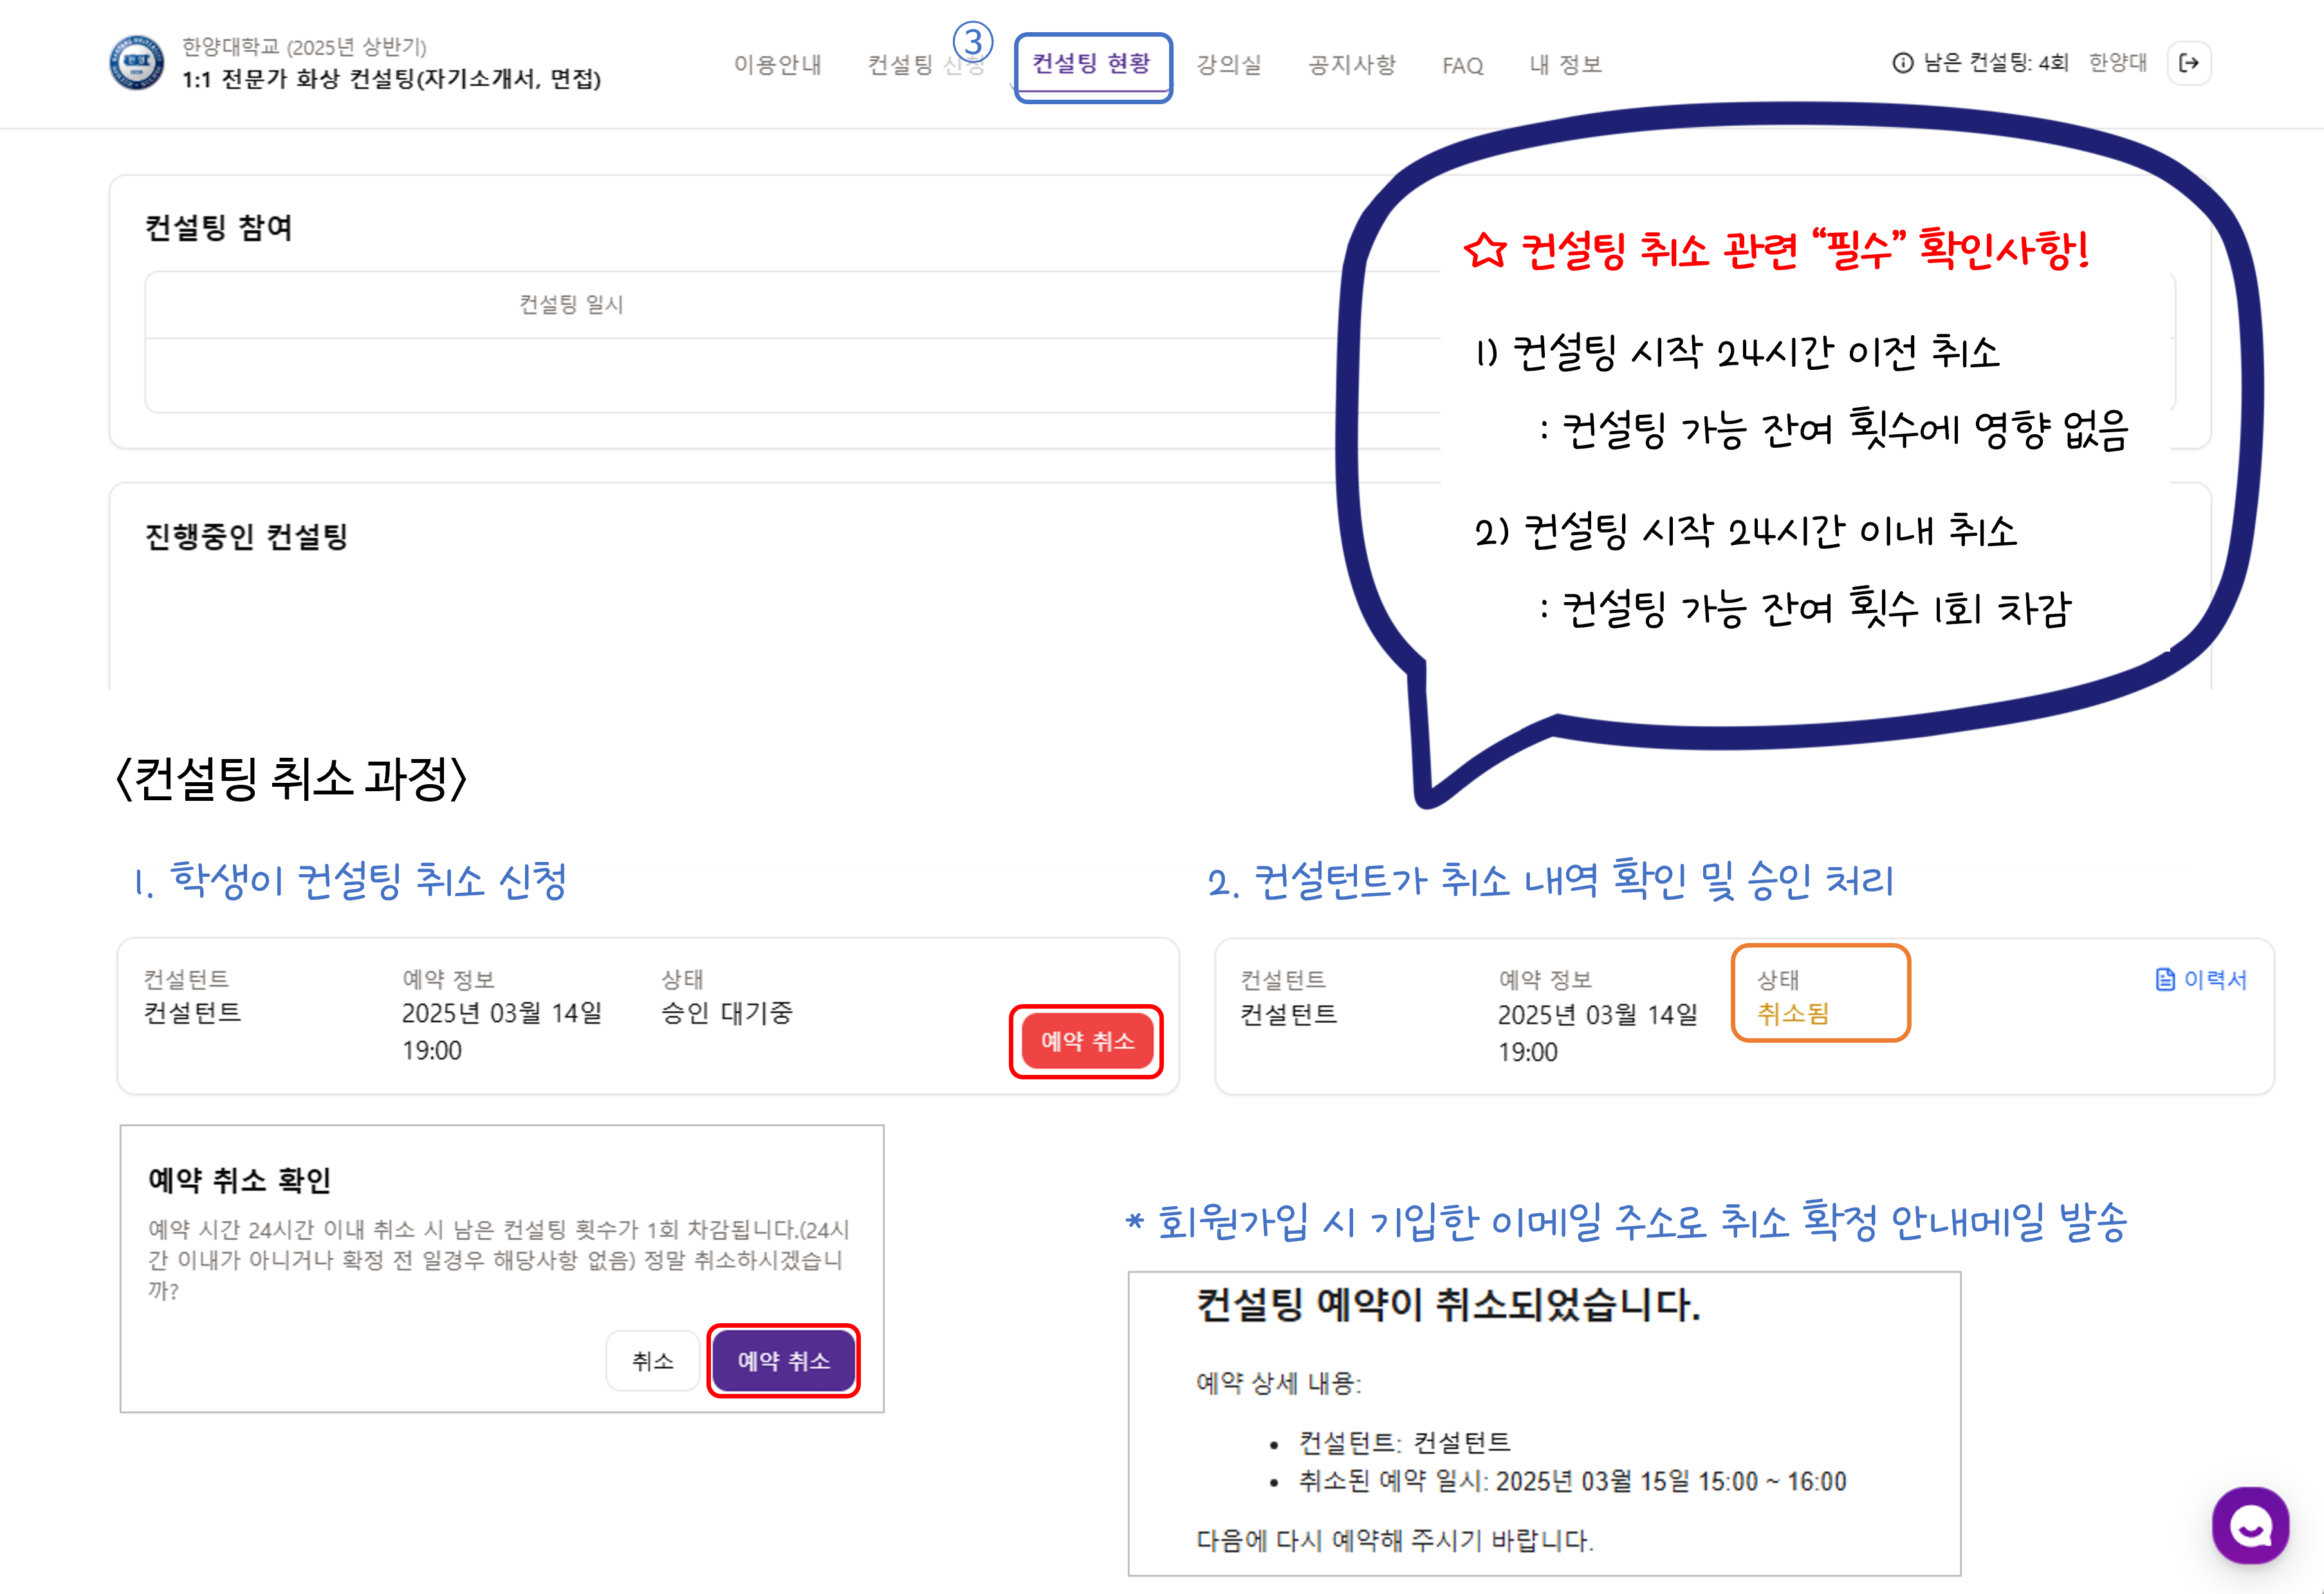 한양대학교 (2025년 상반기)
1:1 전문가 화상 컨설팅(자기소개서, 면접)
이용안내 컨설팅 신청 ③ 컨설팅 현황 강의실 공지사항 FAQ 내 정보
남은 컨설팅: 4회 한양대
컨설팅 참여
컨설팅 일시
진행중인 컨설팅
☆ 컨설팅 취소 관련 “필수” 확인사항!
1) 컨설팅 시작 24시간 이전 취소
: 컨설팅 가능 잔여 횟수에 영향 없음
2) 컨설팅 시작 24시간 이내 취소
: 컨설팅 가능 잔여 횟수 1회 차감
<컨설팅 취소 과정>
1. 학생이 컨설팅 취소 신청
컨설턴트 예약 정보 상태
컨설턴트 2025년 03월 14일 승인 대기중
19:00
예약 취소
예약 취소 확인
예약 시간 24시간 이내 취소 시 남은 컨설팅 횟수가 1회 차감됩니다.(24시
간 이내가 아니거나 확정 전 일경우 해당사항 없음) 정말 취소하시겠습니
까?
취소 예약 취소
2. 컨설턴트가 취소 내역 확인 및 승인 처리
컨설턴트 예약 정보 상태 이력서
컨설턴트 2025년 03월 14일 취소됨
19:00
* 회원가입 시 기입한 이메일 주소로 취소 확정 안내메일 발송
컨설팅 예약이 취소되었습니다.
예약 상세 내용:
• 컨설턴트: 컨설턴트
• 취소된 예약 일시: 2025년 03월 15일 15:00 ~ 16:00
다음에 다시 예약해 주시기 바랍니다.